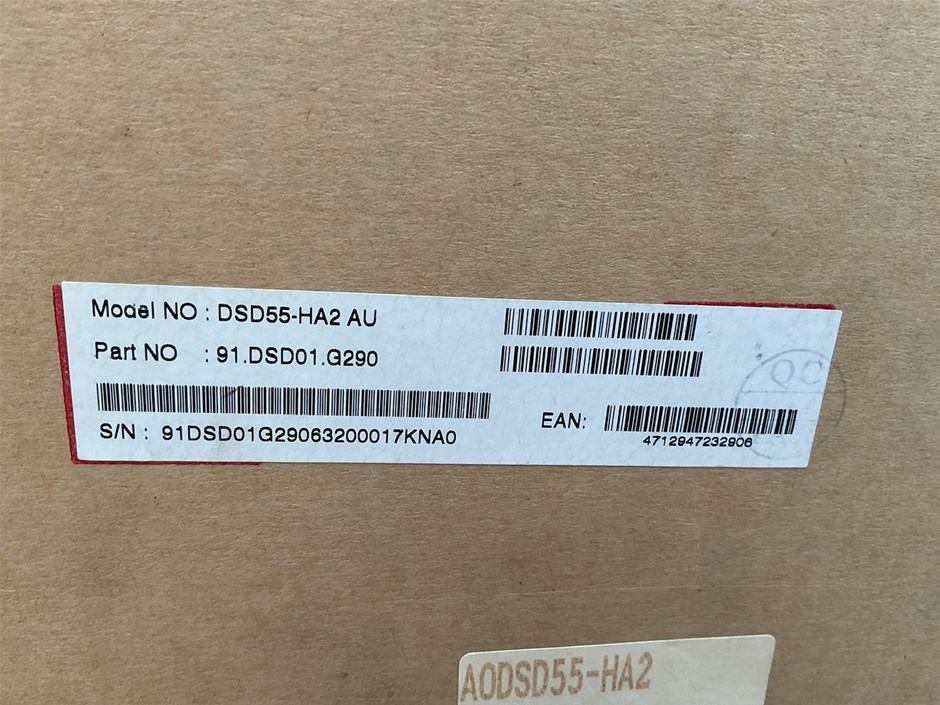 Model NO : DSD55-HA2 AU
Part NO : 91.DSD01.G290
S/N : 91DSD01G29063200017KNA0
EAN:
4712947232906
QC
AODSD55-HA2